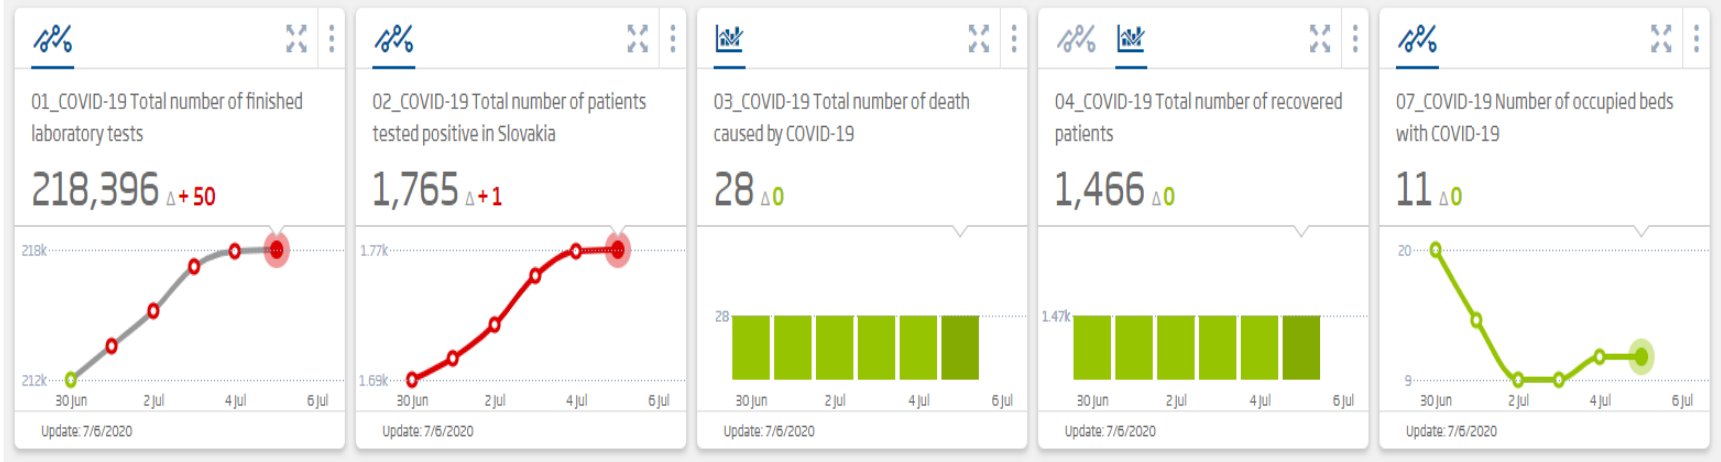 01_COVID-19 Total number of finished
laboratory tests
218,396 Δ + 50
218k
212k
30 Jun 2 Jul 4 Jul 6 Jul
Update: 7/6/2020
02_COVID-19 Total number of patients
tested positive in Slovakia
1,765 Δ + 1
1.77k
1.69k
30 Jun 2 Jul 4 Jul 6 Jul
Update: 7/6/2020
03_COVID-19 Total number of death
caused by COVID-19
28 Δ 0
28
30 Jun 2 Jul 4 Jul 6 Jul
Update: 7/6/2020
04_COVID-19 Total number of recovered
patients
1,466 Δ 0
1.47k
30 Jun 2 Jul 4 Jul 6 Jul
Update: 7/6/2020
07_COVID-19 Number of occupied beds
with COVID-19
11 Δ 0
20
9
30 Jun 2 Jul 4 Jul 6 Jul
Update: 7/6/2020